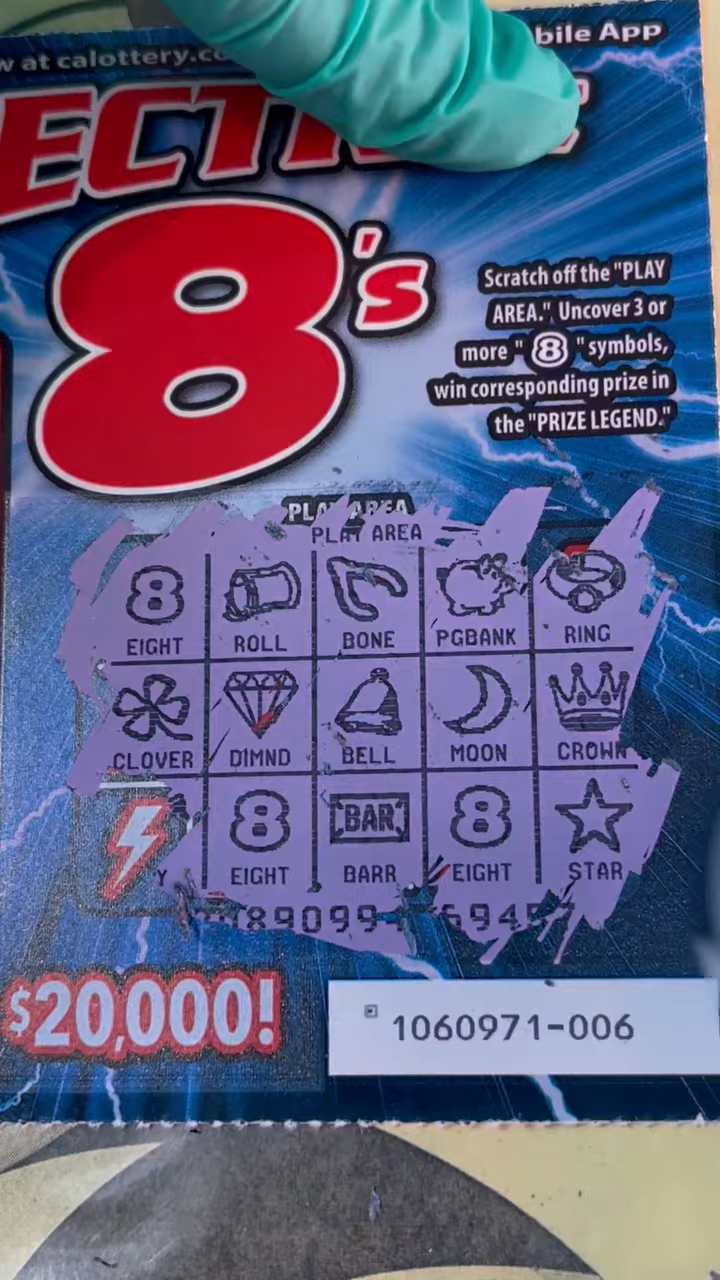 w at calottery.co
bile App
ECT
8's
Scratch off the "PLAY
AREA." Uncover 3 or
more " 8 " symbols,
win corresponding prize in
the "PRIZE LEGEND."
PLAY AREA
PLAY AREA
8 8 8
EIGHT ROLL BONE PGBANK RING
CLOVER D1MND BELL MOON CROWN
BAR
EIGHT BARR EIGHT STAR
$20,000!
1060971-006